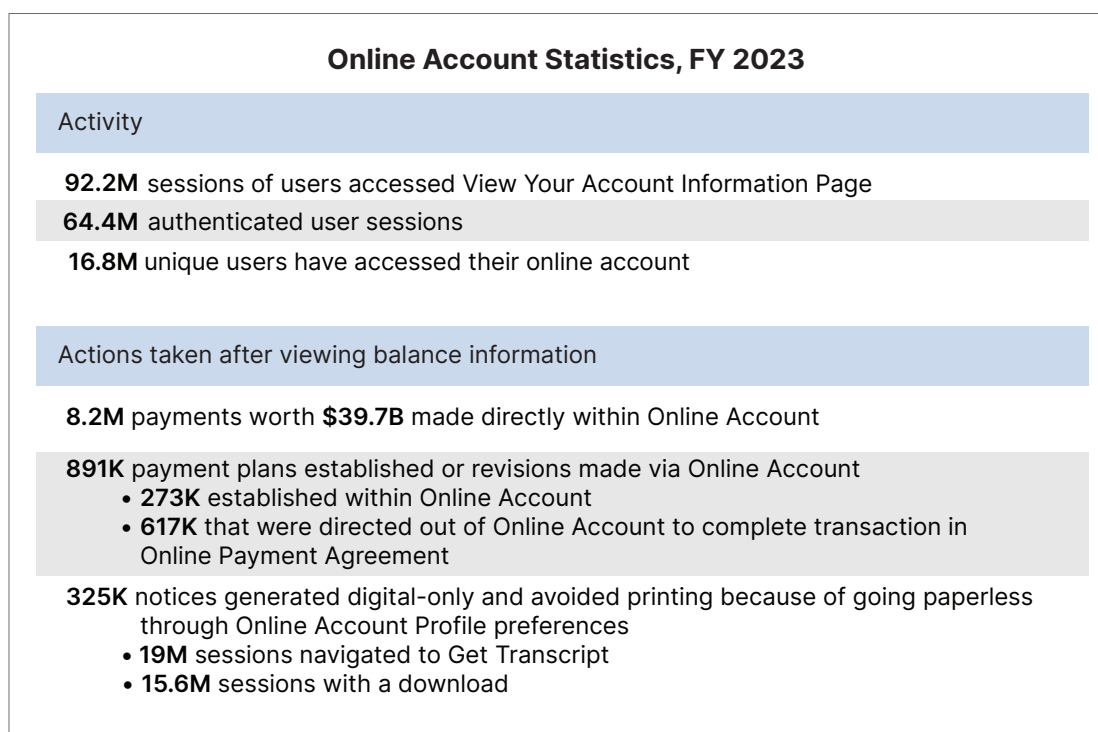 Online Account Statistics, FY 2023
Activity
92.2M sessions of users accessed View Your Account Information Page
64.4M authenticated user sessions
16.8M unique users have accessed their online account
Actions taken after viewing balance information
8.2M payments worth $39.7B made directly within Online Account
891K payment plans established or revisions made via Online Account
• 273K established within Online Account
• 617K that were directed out of Online Account to complete transaction in
Online Payment Agreement
325K notices generated digital-only and avoided printing because of going paperless
through Online Account Profile preferences
• 19M sessions navigated to Get Transcript
• 15.6M sessions with a download